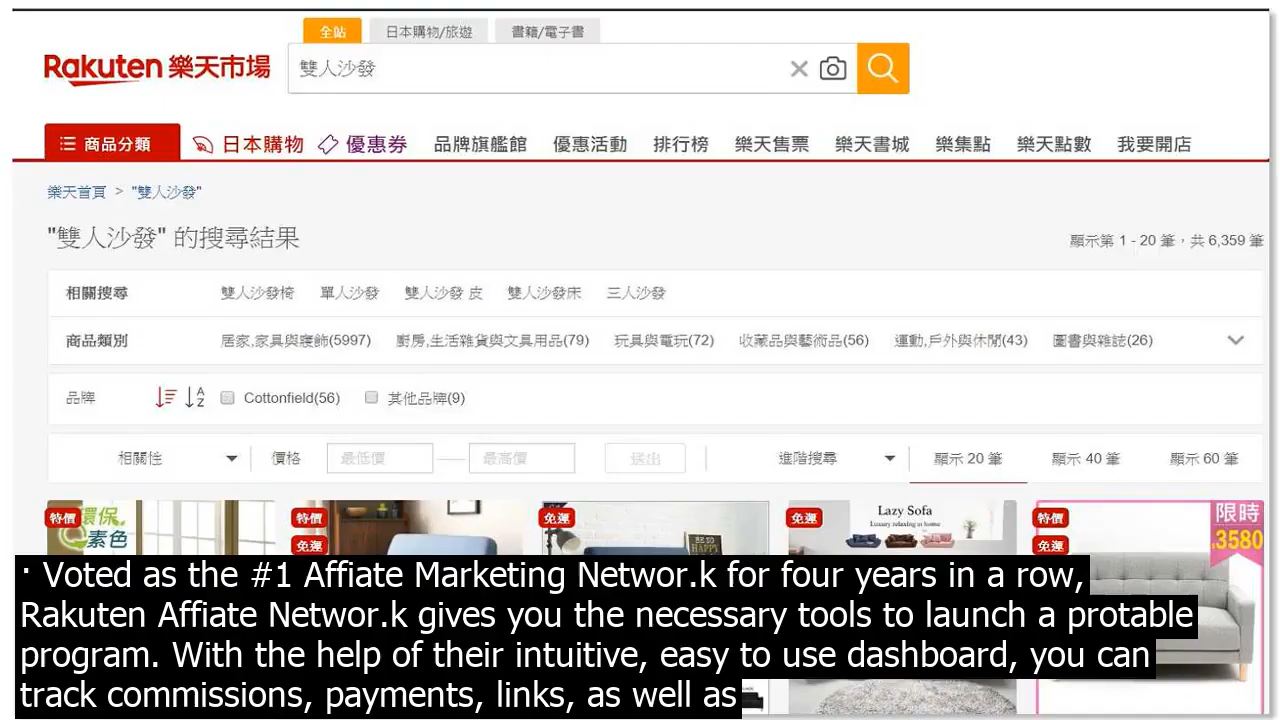 全站 日本購物/旅遊 書籍/電子書
Rakuten 樂天市場 雙人沙發
商品分類 日本購物 優惠券 品牌旗艦館 優惠活動 排行榜 樂天售票 樂天書城 樂集點 樂天點數 我要開店
樂天首頁 > "雙人沙發"
"雙人沙發" 的搜尋結果
顯示第 1 - 20 筆，共 6,359 筆
相關搜尋 雙人沙發椅 單人沙發 雙人沙發 皮 雙人沙發床 三人沙發
商品類別 居家,家具與寢飾(5997) 廚房,生活雜貨與文具用品(79) 玩具與電玩(72) 收藏品與藝術品(56) 運動,戶外與休閒(43) 圖書與雜誌(26)
品牌 A Z Cottonfield(56) 其他品牌(9)
相關性 價格 最低價 最高價 送出 進階搜尋 顯示 20 筆 顯示 40 筆 顯示 60 筆
特價 環保. 特價 免運 免運 Lazy Sofa 特價 限時
素色 免運 BE SO Luxury relaxing at home 免運 $3580
HAPPY
· Voted as the #1 Affiate Marketing Networ.k for four years in a row,
Rakuten Affiate Networ.k gives you the necessary tools to launch a protable
program. With the help of their intuitive, easy to use dashboard, you can
track commissions, payments, links, as well as